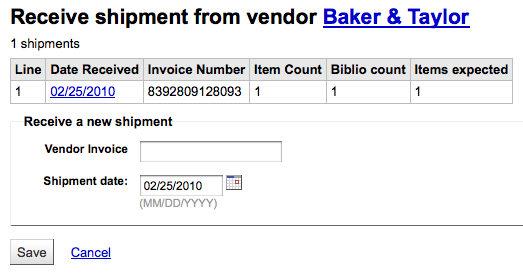 Receive shipment from vendor Baker & Taylor
1 shipments
Line Date Received Invoice Number Item Count Biblio count Items expected
1 02/25/2010 8392809128093 1 1 1
Receive a new shipment
Vendor Invoice
Shipment date: 02/25/2010
(MM/DD/YYYY)
Save Cancel